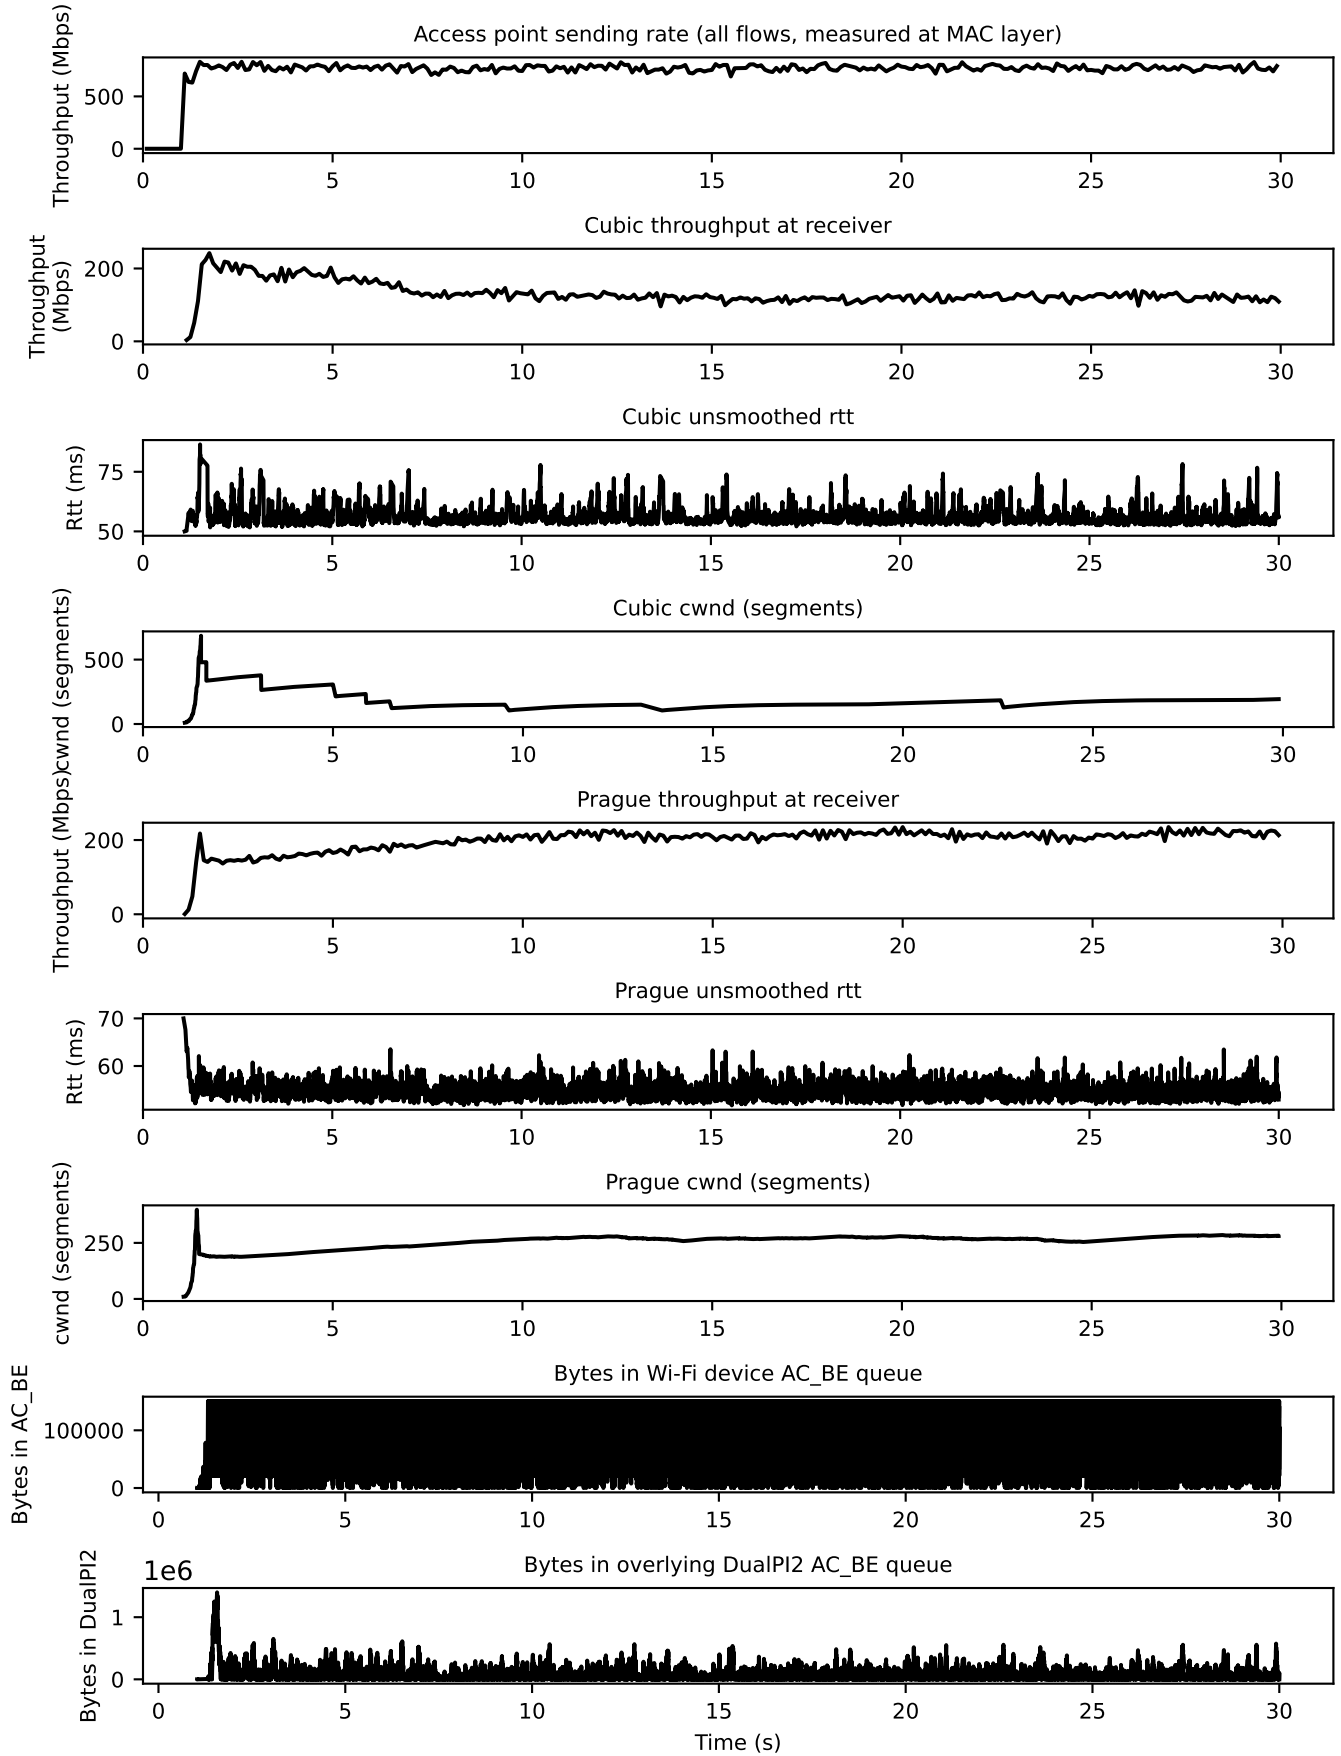 Access point sending rate (all flows, measured at MAC layer)
Throughput (Mbps)
500
0
0 5 10 15 20 25 30
Cubic throughput at receiver
Throughput
(Mbps)
200
0
0 5 10 15 20 25 30
Cubic unsmoothed rtt
Rtt (ms)
75
50
0 5 10 15 20 25 30
Cubic cwnd (segments)
cwnd (segments)
500
0
0 5 10 15 20 25 30
Prague throughput at receiver
Throughput (Mbps)
200
0
0 5 10 15 20 25 30
Prague unsmoothed rtt
Rtt (ms)
70
60
0 5 10 15 20 25 30
Prague cwnd (segments)
cwnd (segments)
250
0
0 5 10 15 20 25 30
Bytes in Wi-Fi device AC_BE queue
Bytes in AC_BE
100000
0
0 5 10 15 20 25 30
Bytes in overlying DualPI2 AC_BE queue
Bytes in DualPI2
1e6
1
0
0 5 10 15 20 25 30
Time (s)